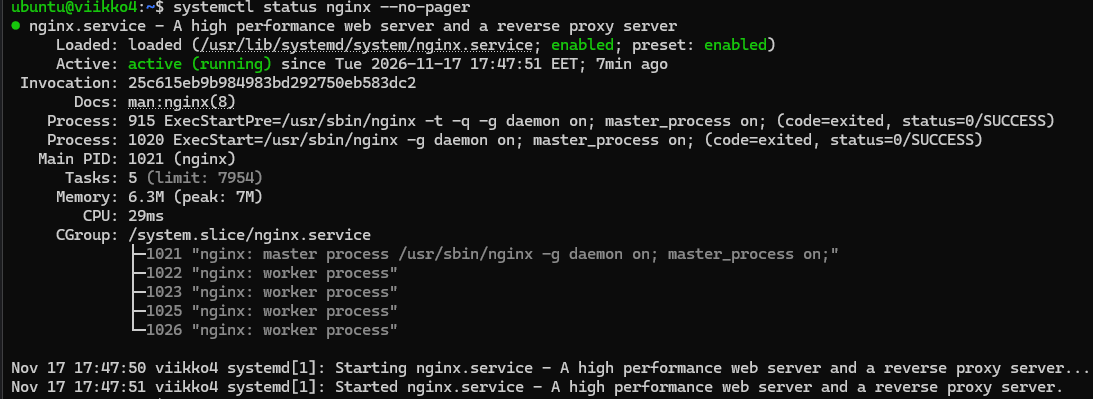 ubuntu@viikko4:~$ systemctl status nginx --no-pager
● nginx.service - A high performance web server and a reverse proxy server
     Loaded: loaded (/usr/lib/systemd/system/nginx.service; enabled; preset: enabled)
     Active: active (running) since Tue 2026-11-17 17:47:51 EET; 7min ago
 Invocation: 25c615eb9b984983bd292750eb583dc2
       Docs: man:nginx(8)
    Process: 915 ExecStartPre=/usr/sbin/nginx -t -q -g daemon on; master_process on; (code=exited, status=0/SUCCESS)
    Process: 1020 ExecStart=/usr/sbin/nginx -g daemon on; master_process on; (code=exited, status=0/SUCCESS)
   Main PID: 1021 (nginx)
      Tasks: 5 (limit: 7954)
     Memory: 6.3M (peak: 7M)
        CPU: 29ms
     CGroup: /system.slice/nginx.service
             ├─1021 "nginx: master process /usr/sbin/nginx -g daemon on; master_process on;"
             ├─1022 "nginx: worker process"
             ├─1023 "nginx: worker process"
             ├─1025 "nginx: worker process"
             └─1026 "nginx: worker process"
Nov 17 17:47:50 viikko4 systemd[1]: Starting nginx.service - A high performance web server and a reverse proxy server...
Nov 17 17:47:51 viikko4 systemd[1]: Started nginx.service - A high performance web server and a reverse proxy server.